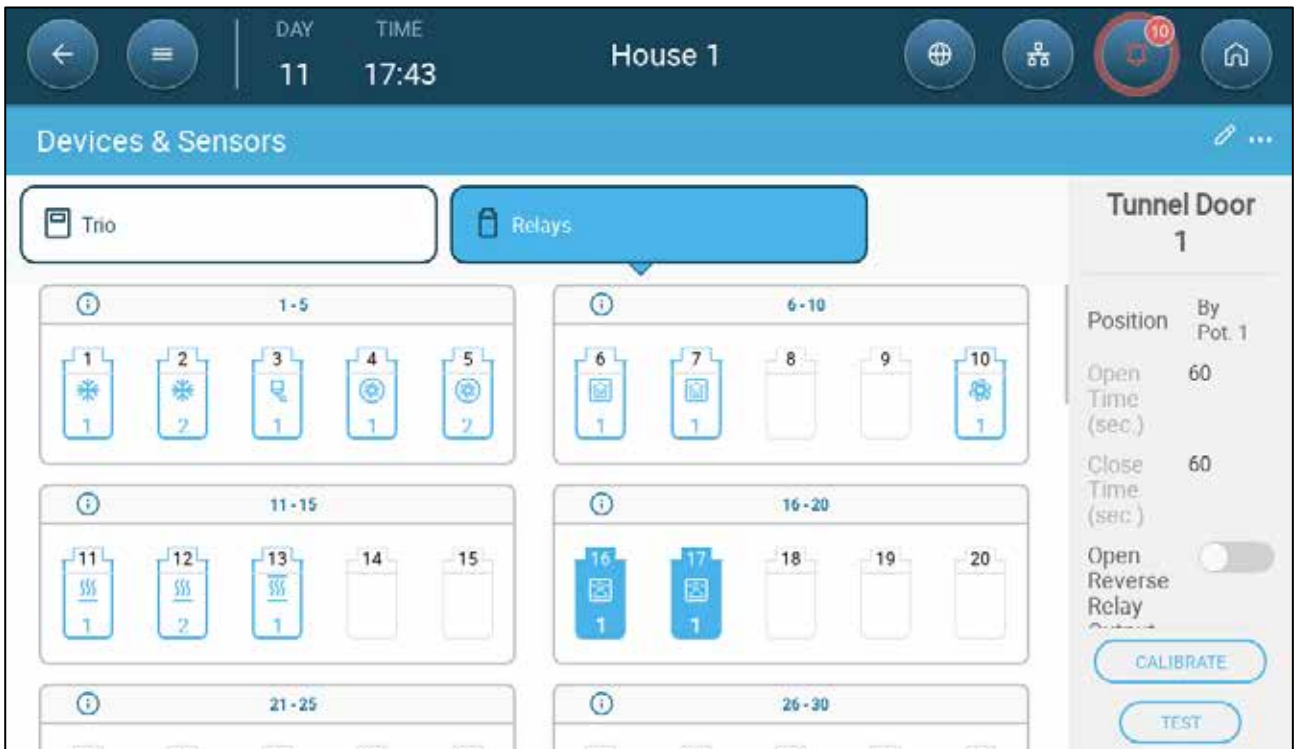 DAY TIME
11 17:43
House 1
10
Devices & Sensors
Trio
Relays
1-5
1 2 3 4 5
1 2 1 1 2
6-10
6 7 8 9 10
1 1 1
11-15
11 12 13 14 15
1 2 1
16-20
16 17 18 19 20
1 1
21-25
26-30
Tunnel Door
1
Position By
Pot. 1
Open 60
Time
(sec.)
Close 60
Time
(sec.)
Open
Reverse
Relay
CALIBRATE
TEST